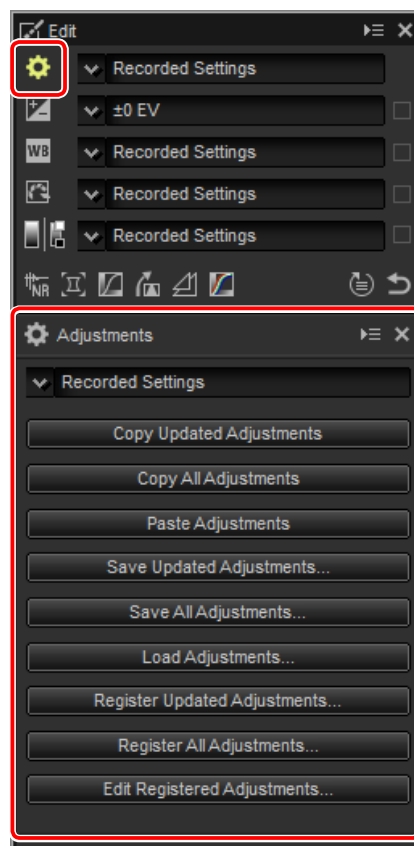 Edit
Recorded Settings
±0 EV
WB
Recorded Settings
Recorded Settings
Recorded Settings
NR
Adjustments
Recorded Settings
Copy Updated Adjustments
Copy All Adjustments
Paste Adjustments
Save Updated Adjustments...
Save All Adjustments...
Load Adjustments...
Register Updated Adjustments...
Register All Adjustments...
Edit Registered Adjustments...